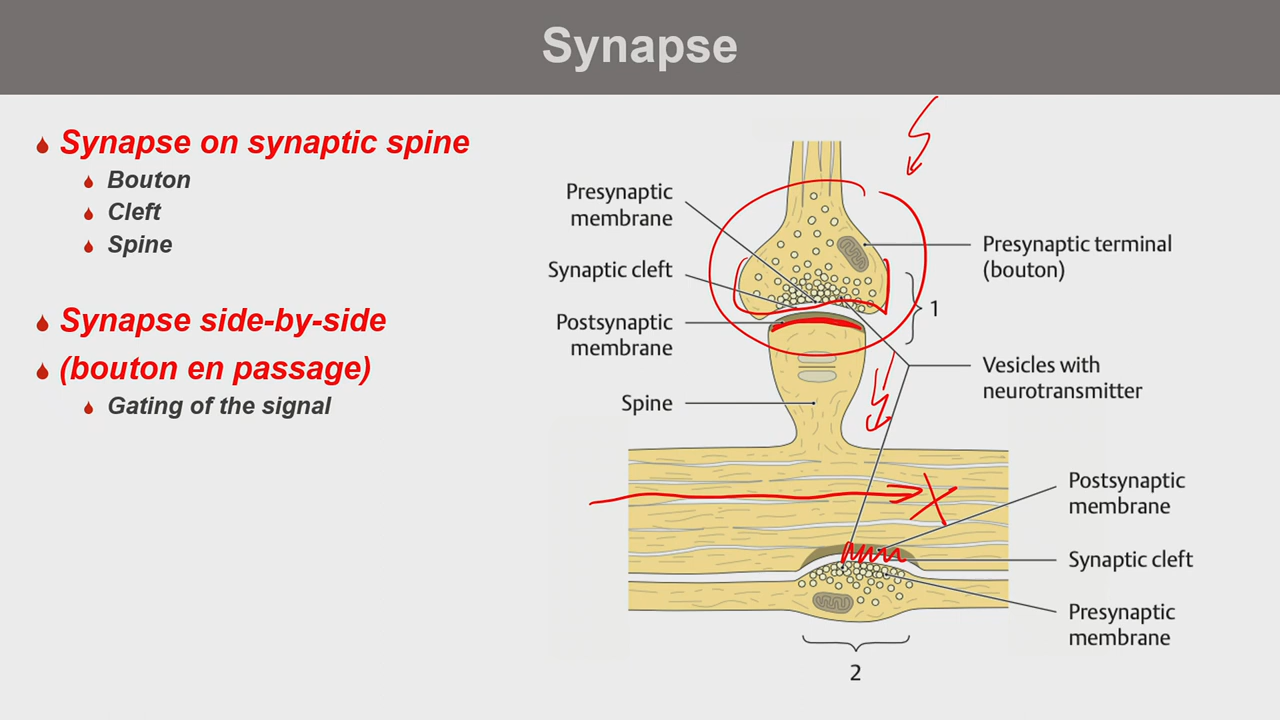 Synapse
Synapse on synaptic spine
Bouton
Cleft
Spine
Synapse side-by-side
(bouton en passage)
Gating of the signal
Presynaptic
membrane
Synaptic cleft
Postsynaptic
membrane
Spine
Presynaptic terminal
(bouton)
1
Vesicles with
neurotransmitter
Postsynaptic
membrane
Synaptic cleft
Presynaptic
membrane
2